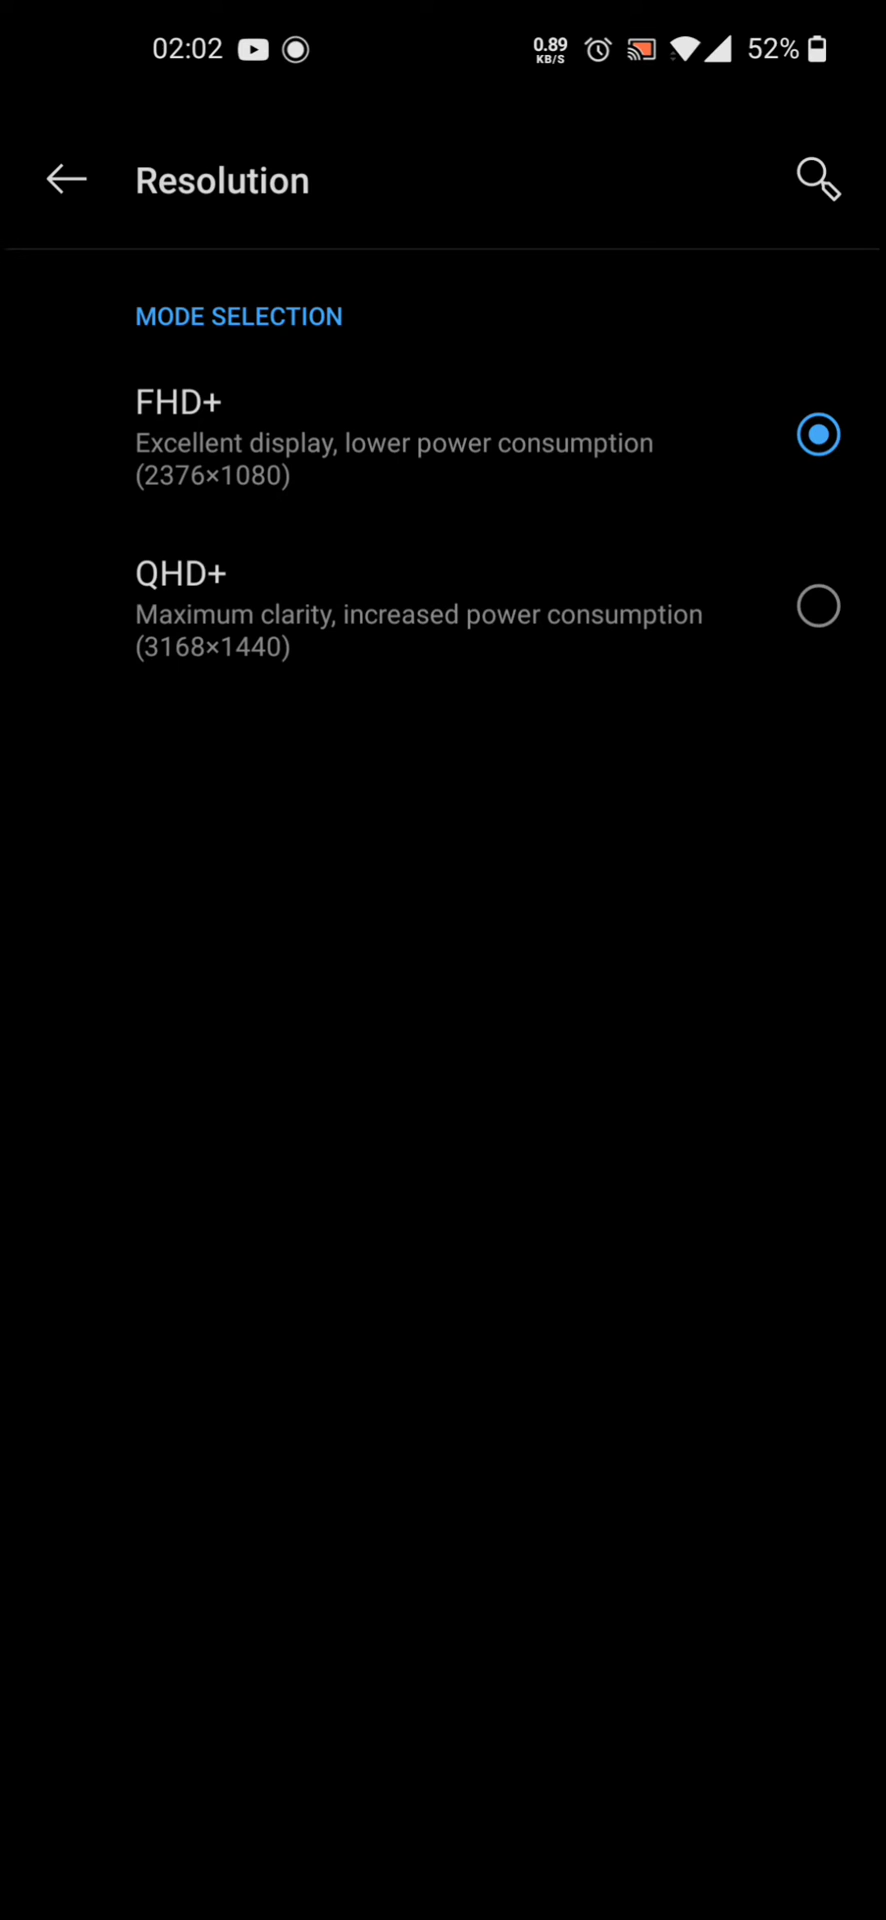 02:02 0.89 KB/S 52%
Resolution
MODE SELECTION
FHD+
Excellent display, lower power consumption
(2376×1080)
QHD+
Maximum clarity, increased power consumption
(3168×1440)